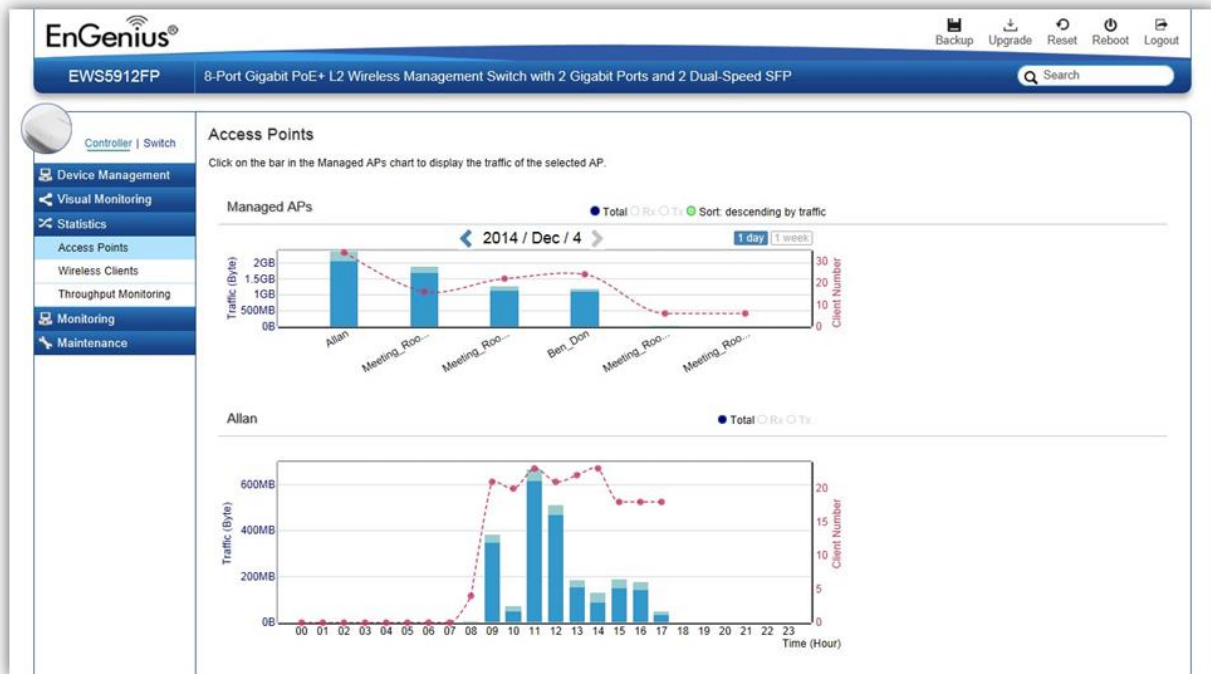 EnGenius®
Backup Upgrade Reset Reboot Logout
EWS5912FP
8-Port Gigabit PoE+ L2 Wireless Management Switch with 2 Gigabit Ports and 2 Dual-Speed SFP
Search
Controller | Switch
Device Management
Visual Monitoring
Statistics
Access Points
Wireless Clients
Throughput Monitoring
Monitoring
Maintenance
Access Points
Click on the bar in the Managed APs chart to display the traffic of the selected AP.
Managed APs
Total Rx Tx Sort: descending by traffic
2014 / Dec / 4
1 day 1 week
Traffic (Byte)
2GB
1.5GB
1GB
500MB
0B
30
20
10
0
Client Number
Allan Meeting_Roo... Meeting_Roo... Ben_Don Meeting_Roo... Meeting_Roo...
Allan
Total Rx Tx
Traffic (Byte)
600MB
400MB
200MB
0B
20
15
10
5
0
Client Number
00 01 02 03 04 05 06 07 08 09 10 11 12 13 14 15 16 17 18 19 20 21 22 23
Time (Hour)